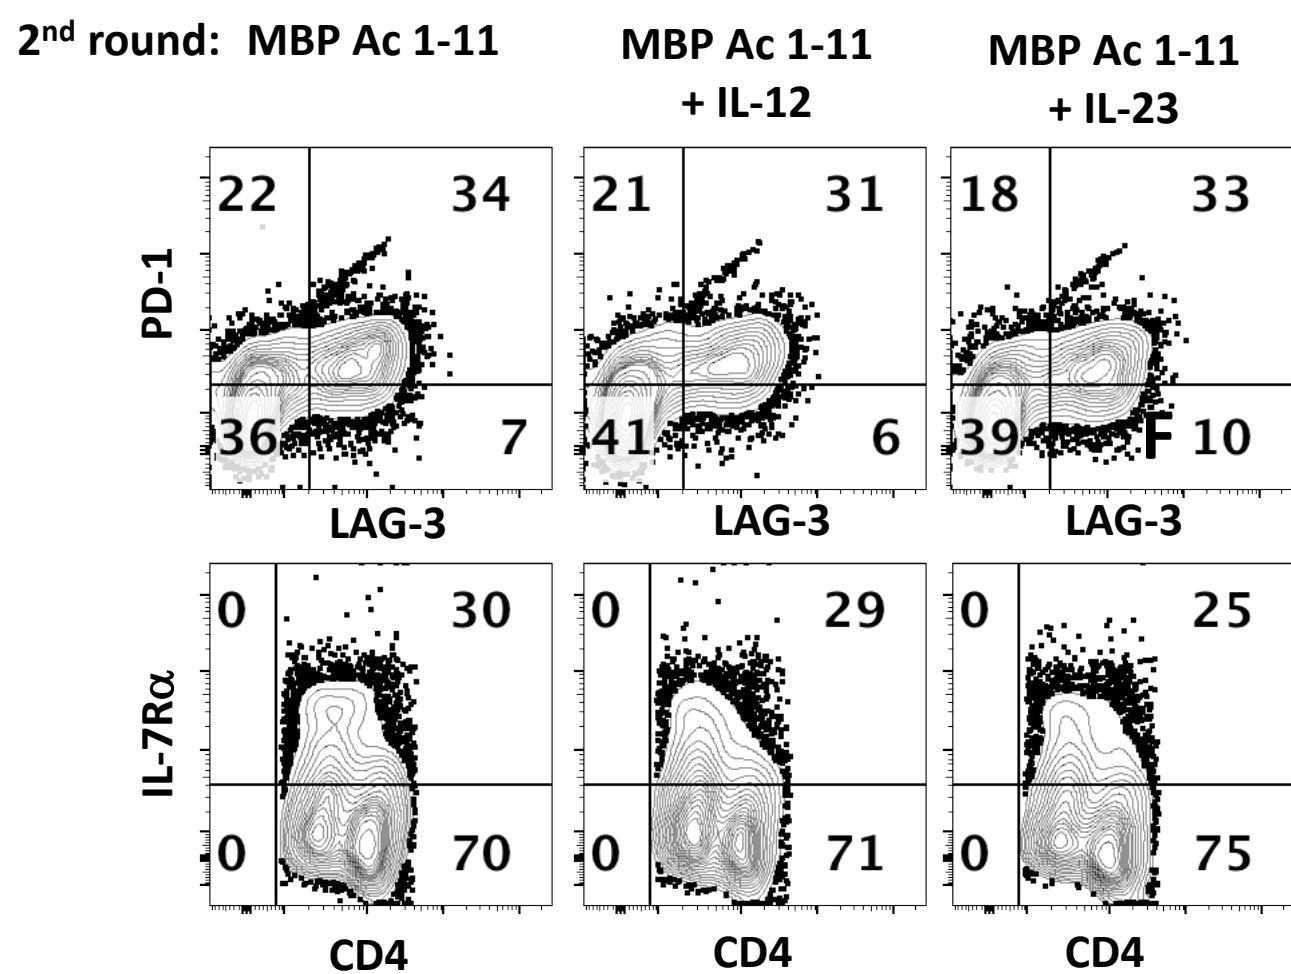 2nd round: MBP Ac 1-11
MBP Ac 1-11
+ IL-12
MBP Ac 1-11
+ IL-23
PD-1
22 34
36 7
LAG-3
21 31
41 6
LAG-3
18 33
39 F 10
LAG-3
IL-7Rα
0 30
0 70
CD4
0 29
0 71
CD4
0 25
0 75
CD4